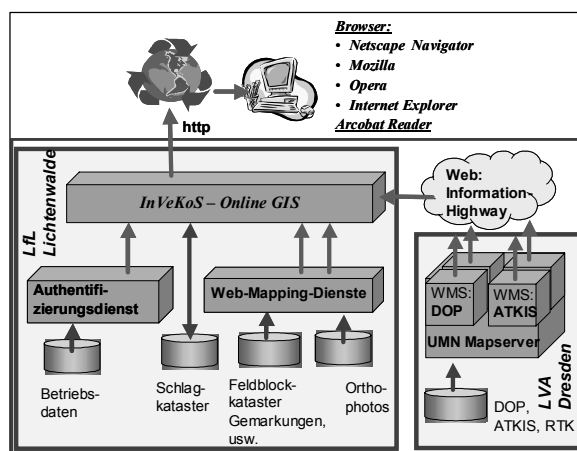 Browser:
• Netscape Navigator
• Mozilla
• Opera
• Internet Explorer
Arcobat Reader
http
LfL
Lichtenwalde
InVeKoS – Online GIS
Web:
Information-
Highway
Authentifi-
zierungsdienst
Web-Mapping-Dienste
WMS:
DOP
WMS:
ATKIS
UMN Mapserver
Betriebs-
daten
Schlag-
kataster
Feldblock-
kataster
Gemarkungen,
usw.
Ortho-
photos
DOP,
ATKIS, RTK
LVA
Dresden